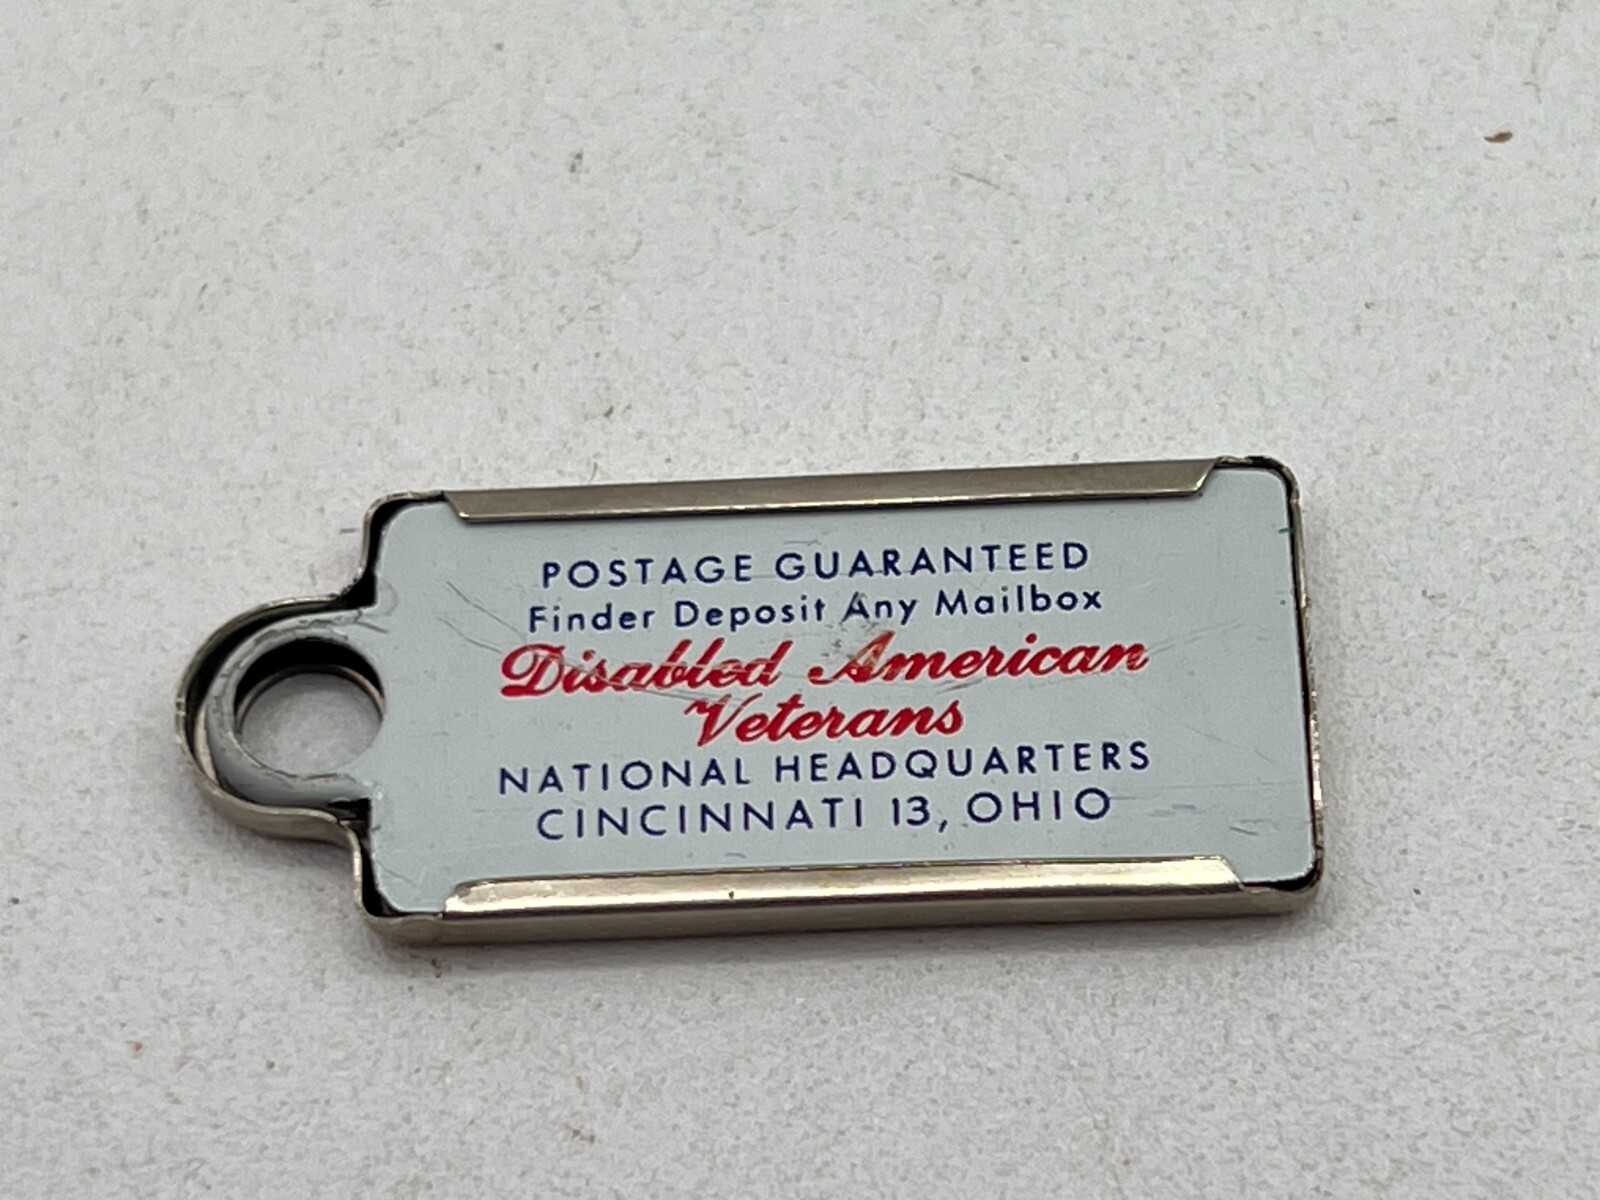 POSTAGE GUARANTEED
Finder Deposit Any Mailbox
Disabled American
Veterans
NATIONAL HEADQUARTERS
CINCINNATI 13, OHIO